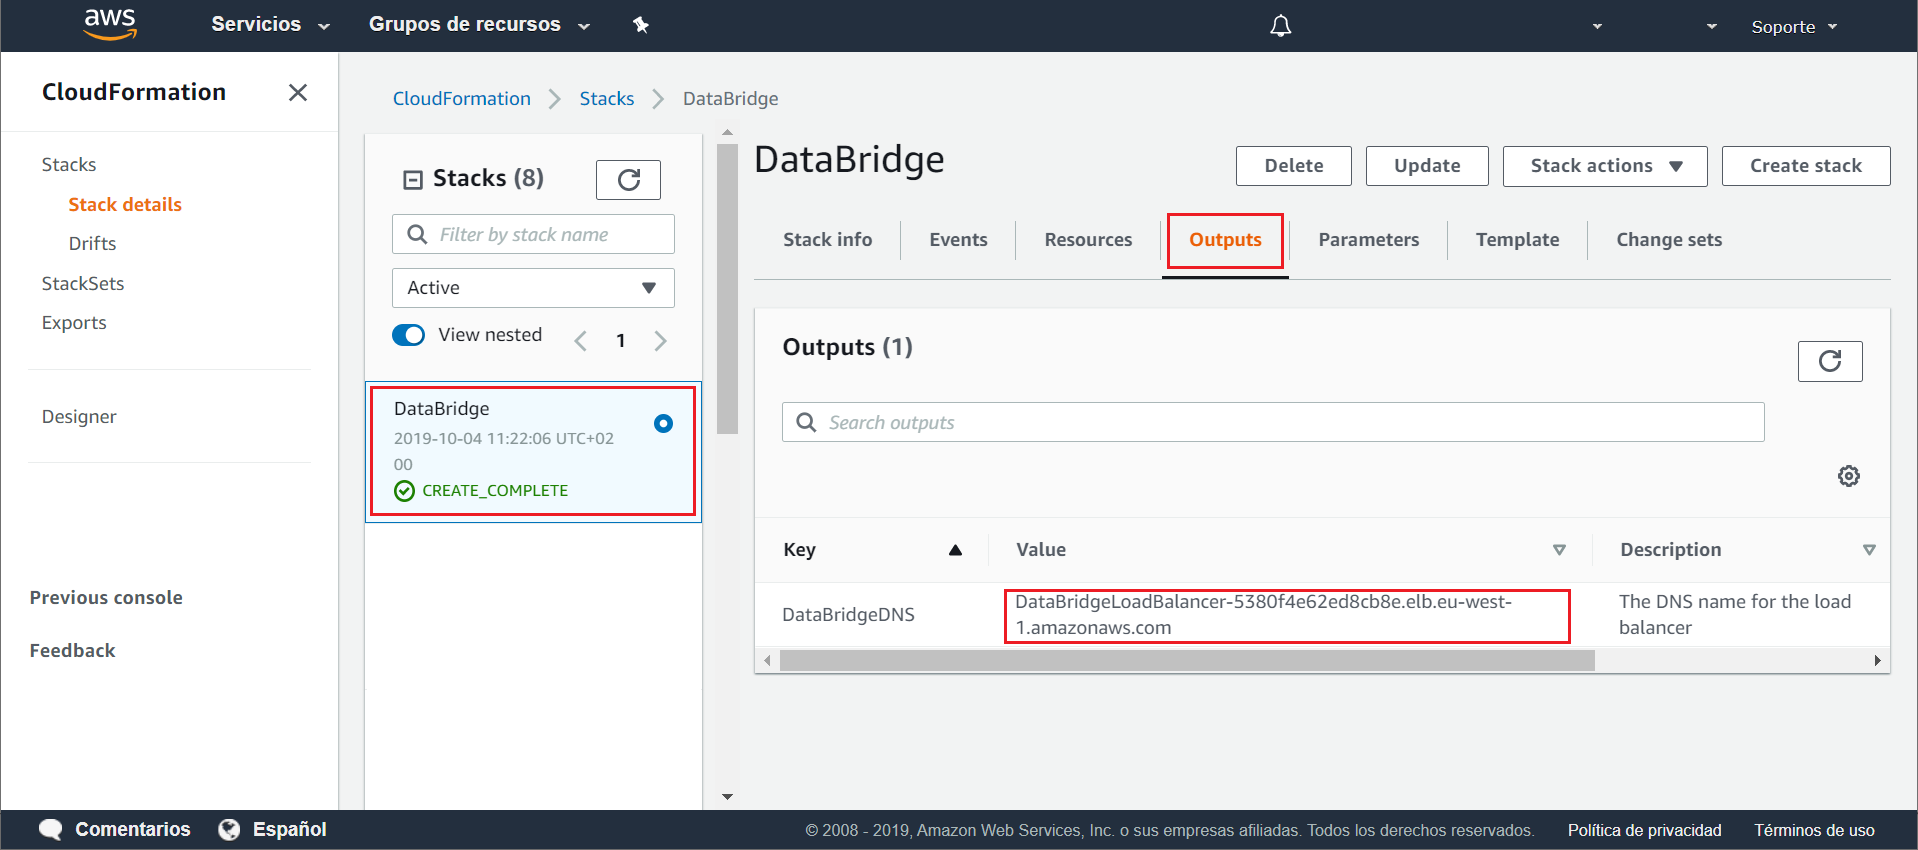 aws Servicios Grupos de recursos Soporte
CloudFormation
Stacks
Stack details
Drifts
StackSets
Exports
Designer
Previous console
Feedback
CloudFormation Stacks DataBridge
Stacks (8)
Filter by stack name
Active
View nested 1
DataBridge
2019-10-04 11:22:06 UTC+02
00
CREATE_COMPLETE
DataBridge
Delete Update Stack actions Create stack
Stack info Events Resources Outputs Parameters Template Change sets
Outputs (1)
Search outputs
Key Value Description
DataBridgeDNS
DataBridgeLoadBalancer-5380f4e62ed8cb8e.elb.eu-west-
1.amazonaws.com
The DNS name for the load
balancer
Comentarios Español © 2008 - 2019, Amazon Web Services, Inc. o sus empresas afiliadas. Todos los derechos reservados. Política de privacidad Términos de uso